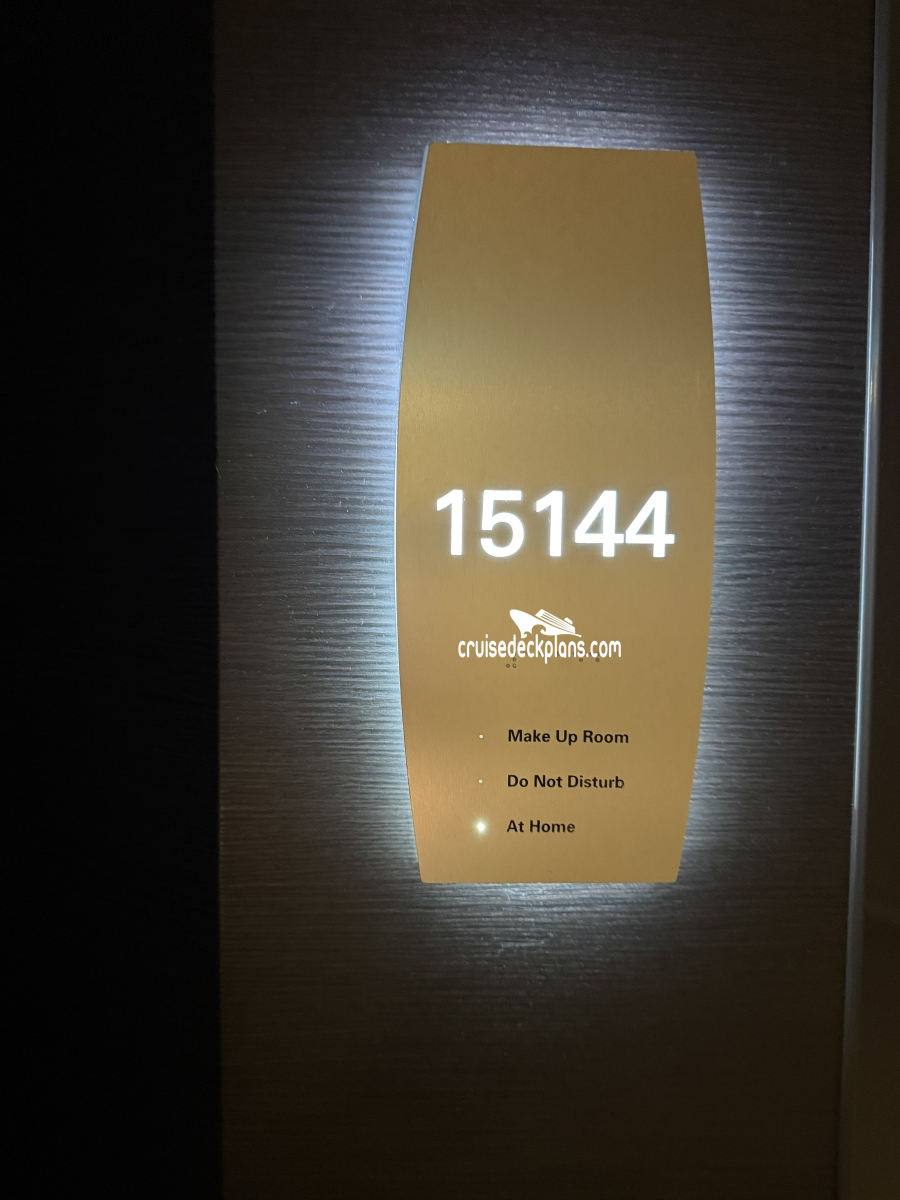 15144
cruisedeckplans.com
Make Up Room
Do Not Disturb
At Home